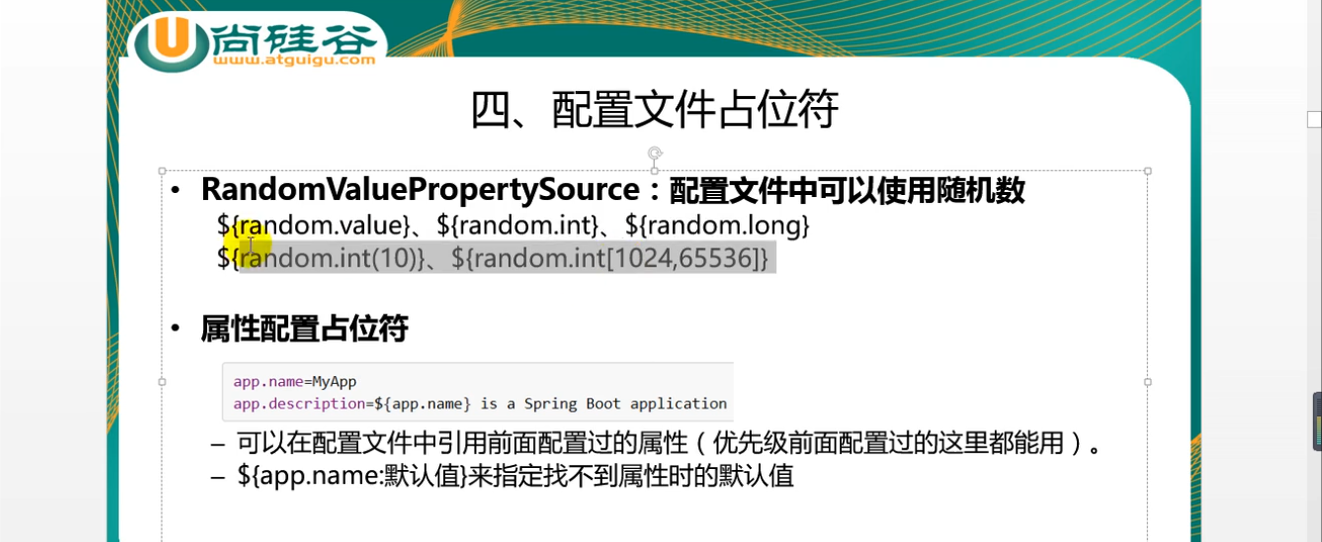 尚硅谷
www.atguigu.com
四、配置文件占位符
• RandomValuePropertySource：配置文件中可以使用随机数
${random.value}、${random.int}、${random.long}
${random.int(10)}、${random.int[1024,65536]}
• 属性配置占位符
app.name=MyApp
app.description=${app.name} is a Spring Boot application
– 可以在配置文件中引用前面配置过的属性（优先级前面配置过的这里都能用）。
– ${app.name:默认值}来指定找不到属性时的默认值